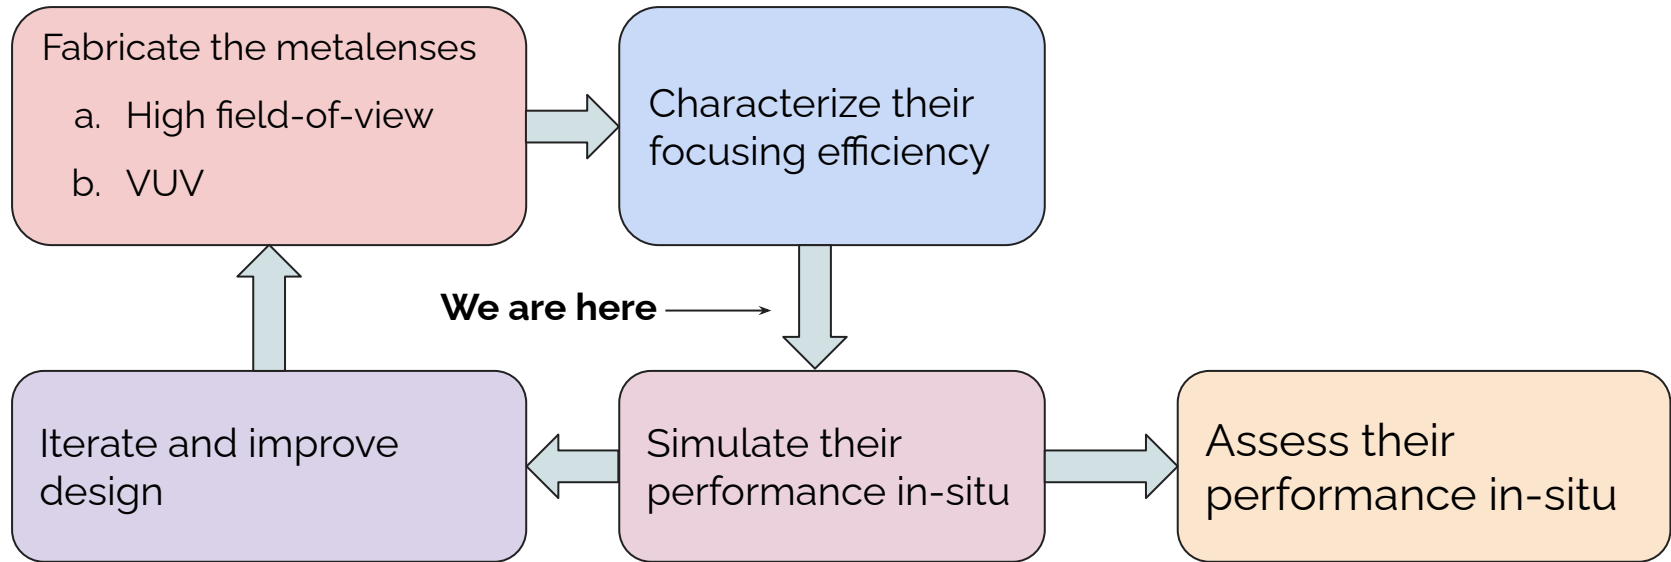 Fabricate the metalenses
a. High field-of-view
b. VUV
Characterize their
focusing efficiency
We are here
Iterate and improve
design
Simulate their
performance in-situ
Assess their
performance in-situ